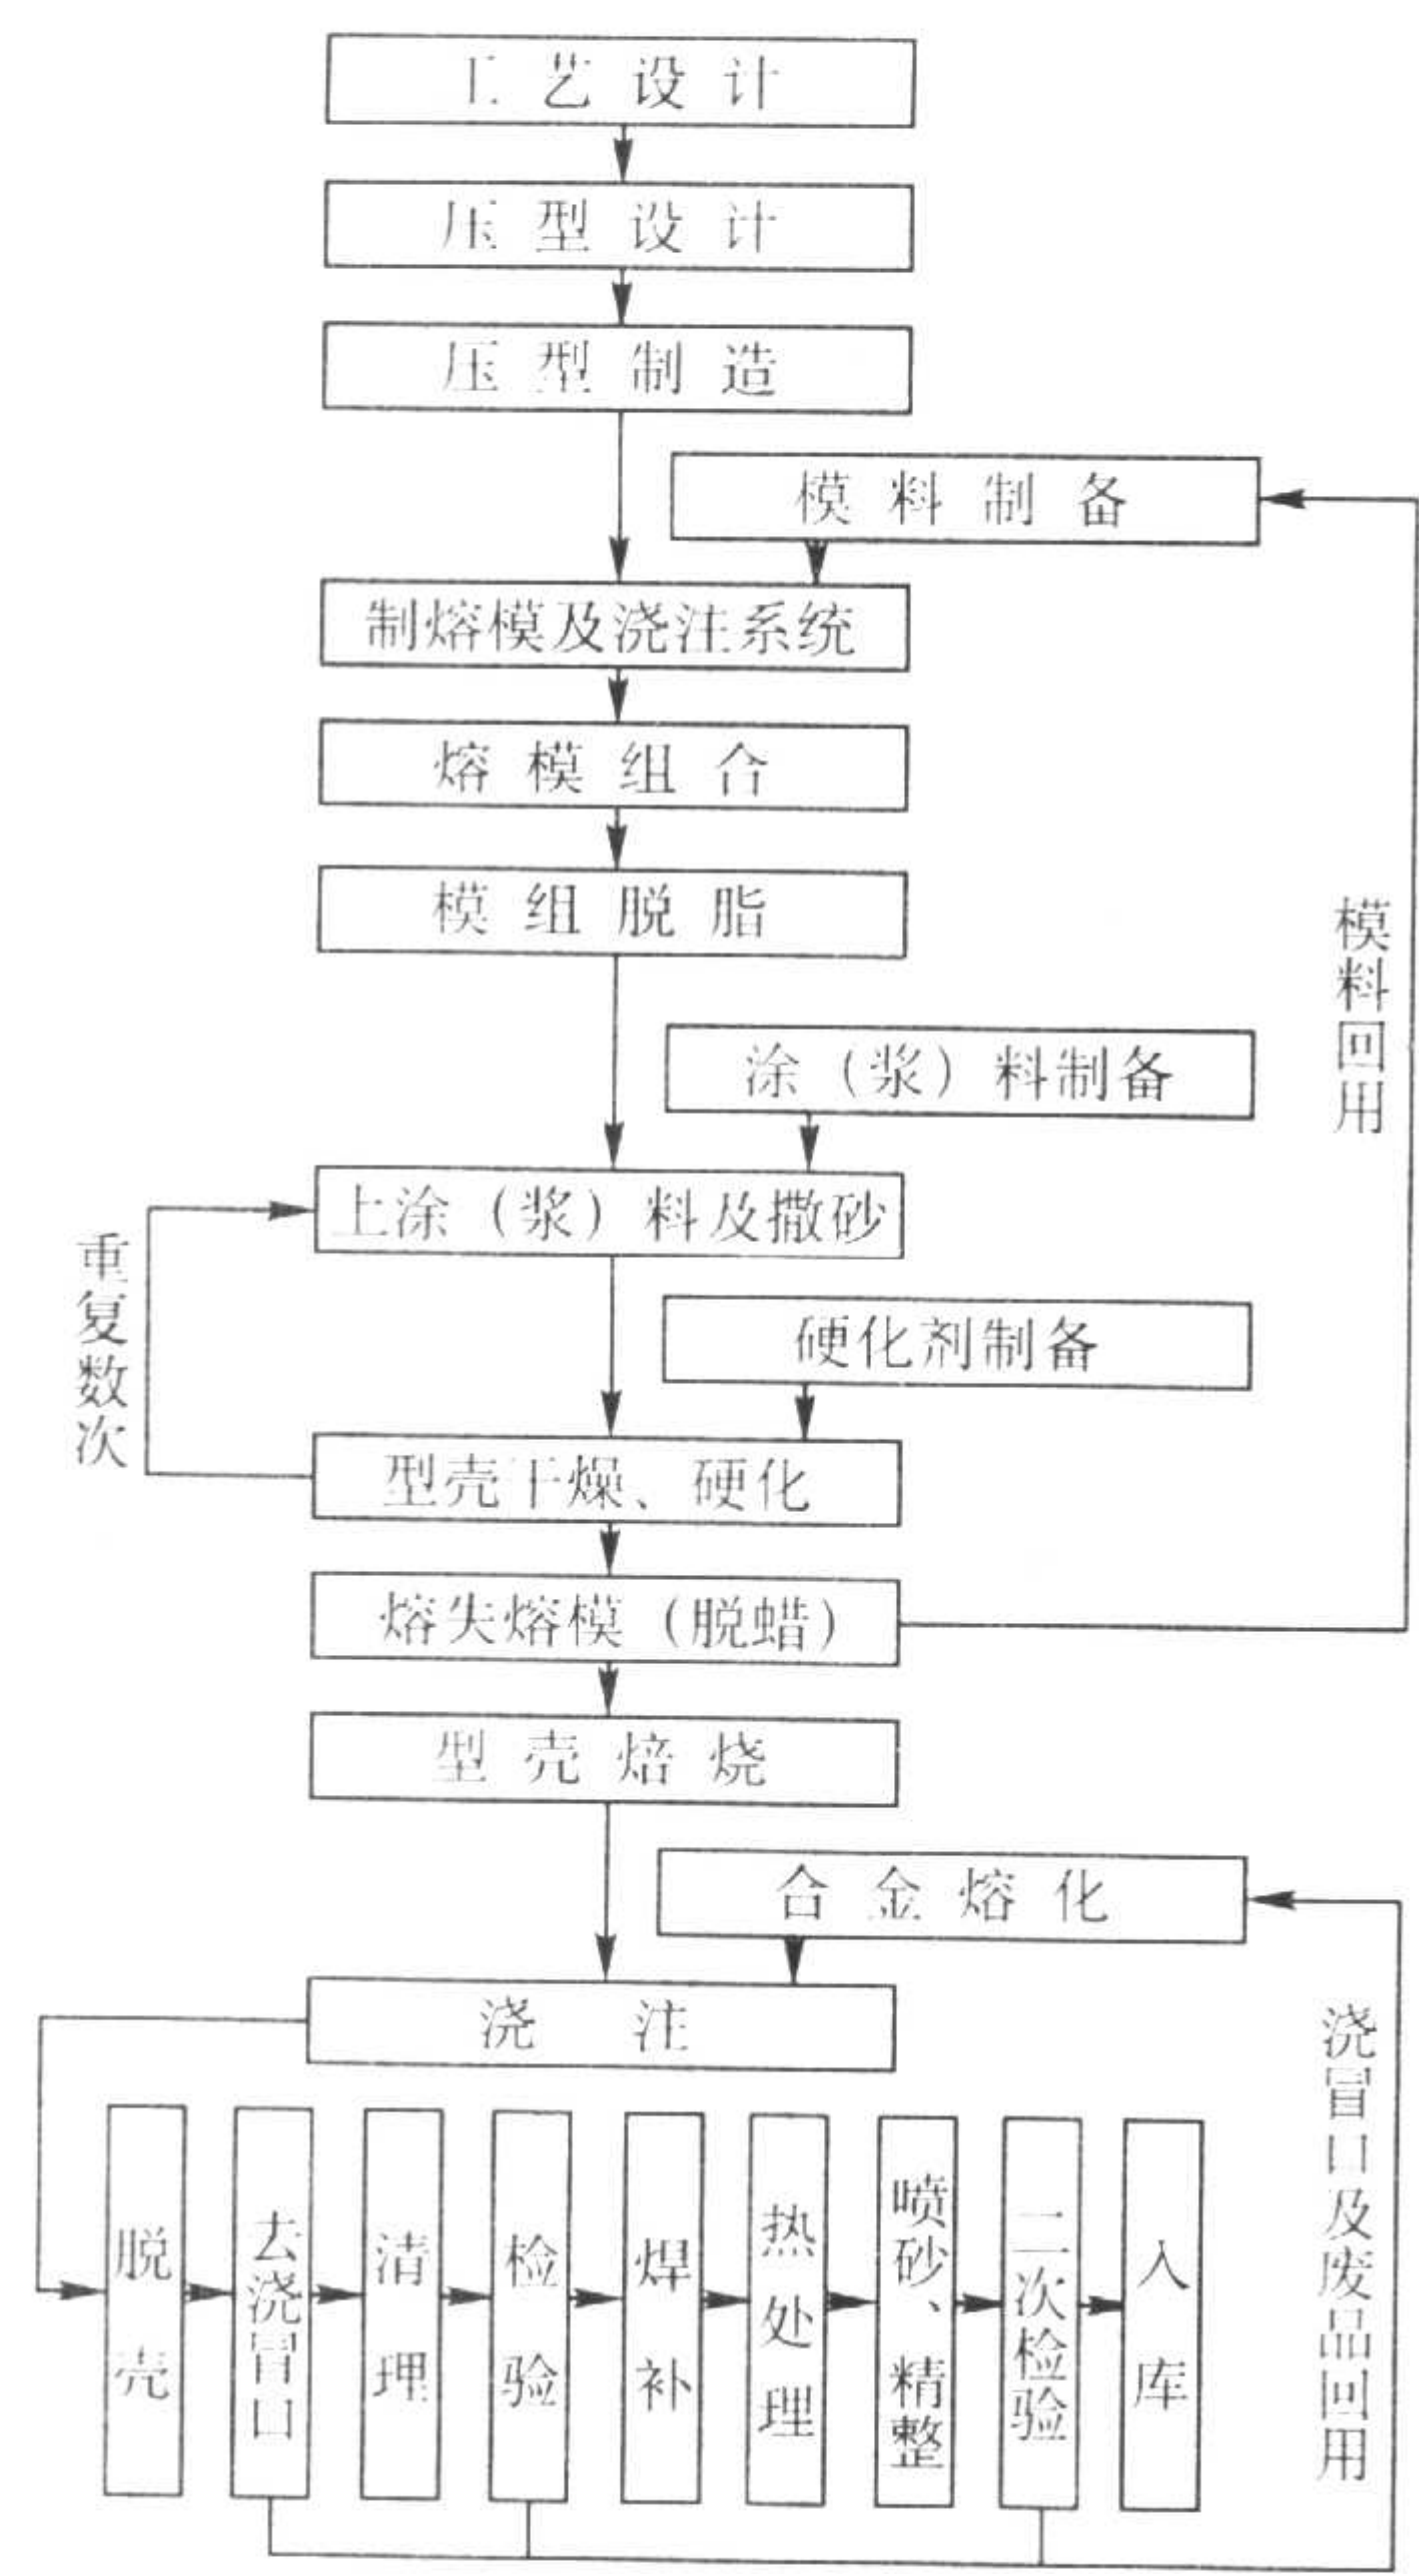 工艺设计
压型设计
压型制造
模料制备
制熔模及浇注系统
熔模组合
模组脱脂
模料回用
涂（浆）料制备
上涂（浆）料及撒砂
重复数次
硬化剂制备
型壳干燥、硬化
熔失熔模（脱蜡）
型壳焙烧
合金熔化
浇注
浇冒口及废品回用
脱壳
去浇冒口
清理
检验
焊补
热处理
喷砂、精整
二次检验
入库